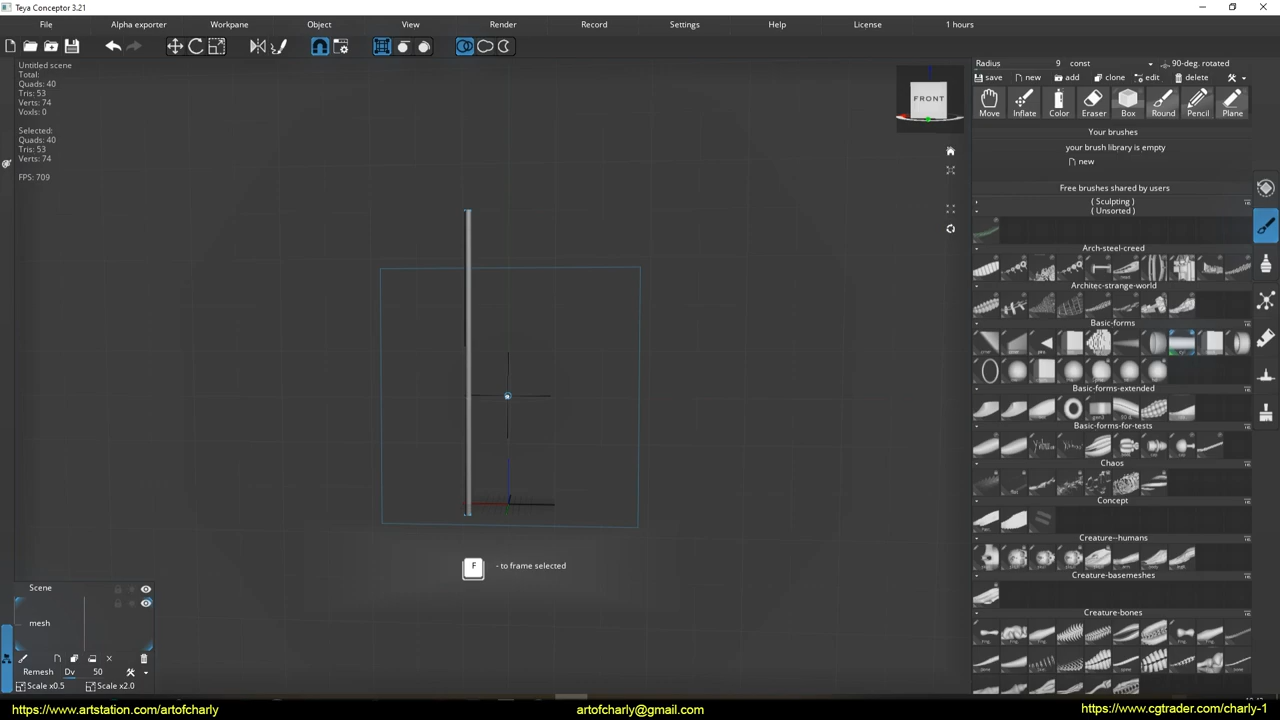 Teya Conceptor 3.21
File Alpha exporter Workpane Object View Render Record Settings Help License 1 hours
Untitled scene
Total:
Quads: 40
Tris: 53
Verts: 74
Voxls: 0
Selected:
Quads: 40
Tris: 53
Verts: 74
FPS: 709
FRONT
Radius 9 const 90-deg. rotated
save new add clone edit delete
Move Inflate Color Eraser Box Round Pencil Plane
Your brushes
your brush library is empty
new
Free brushes shared by users
( Sculpting )
( Unsorted )
Arch-steel-creed
Architec-strange-world
Basic-forms
Basic-forms-extended
Basic-forms-for-tests
Chaos
Concept
Creature--humans
Creature-basemeshes
Creature-bones
F - to frame selected
Scene
mesh
Remesh Dv 50
Scale x0.5 Scale x2.0
https://www.artstation.com/artofcharly artofcharly@gmail.com https://www.cgtrader.com/charly-1